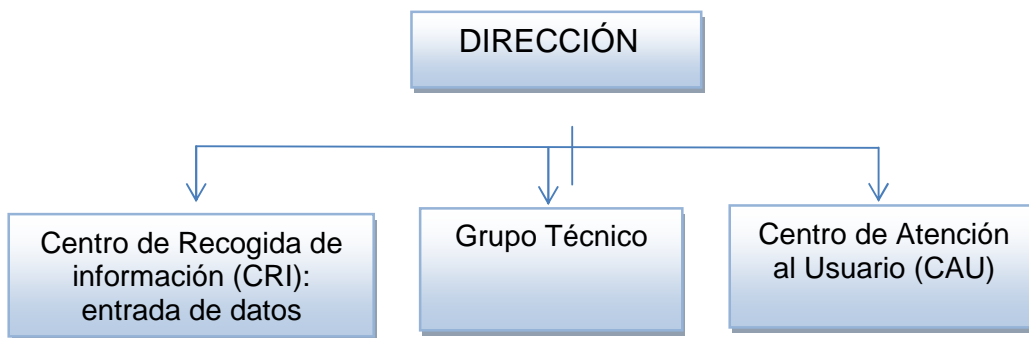 DIRECCIÓN
Centro de Recogida de
información (CRI):
entrada de datos
Grupo Técnico
Centro de Atención
al Usuario (CAU)